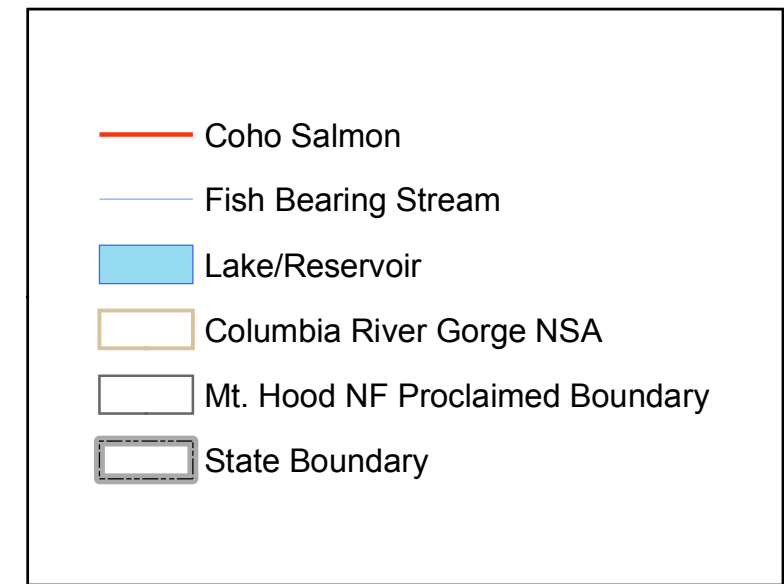 Coho Salmon
Fish Bearing Stream
Lake/Reservoir
Columbia River Gorge NSA
Mt. Hood NF Proclaimed Boundary
State Boundary